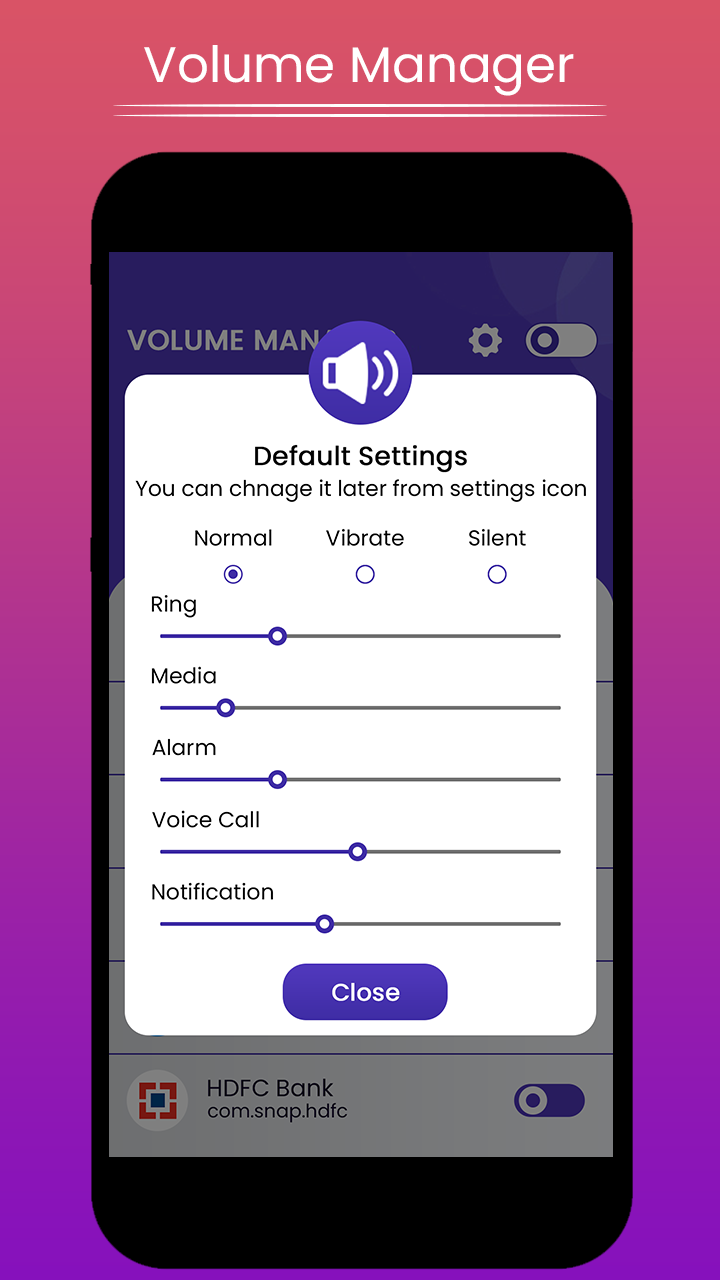 Volume Manager
VOLUME MAN
Default Settings
You can chnage it later from settings icon
Normal Vibrate Silent
Ring
Media
Alarm
Voice Call
Notification
Close
HDFC Bank
com.snap.hdfc